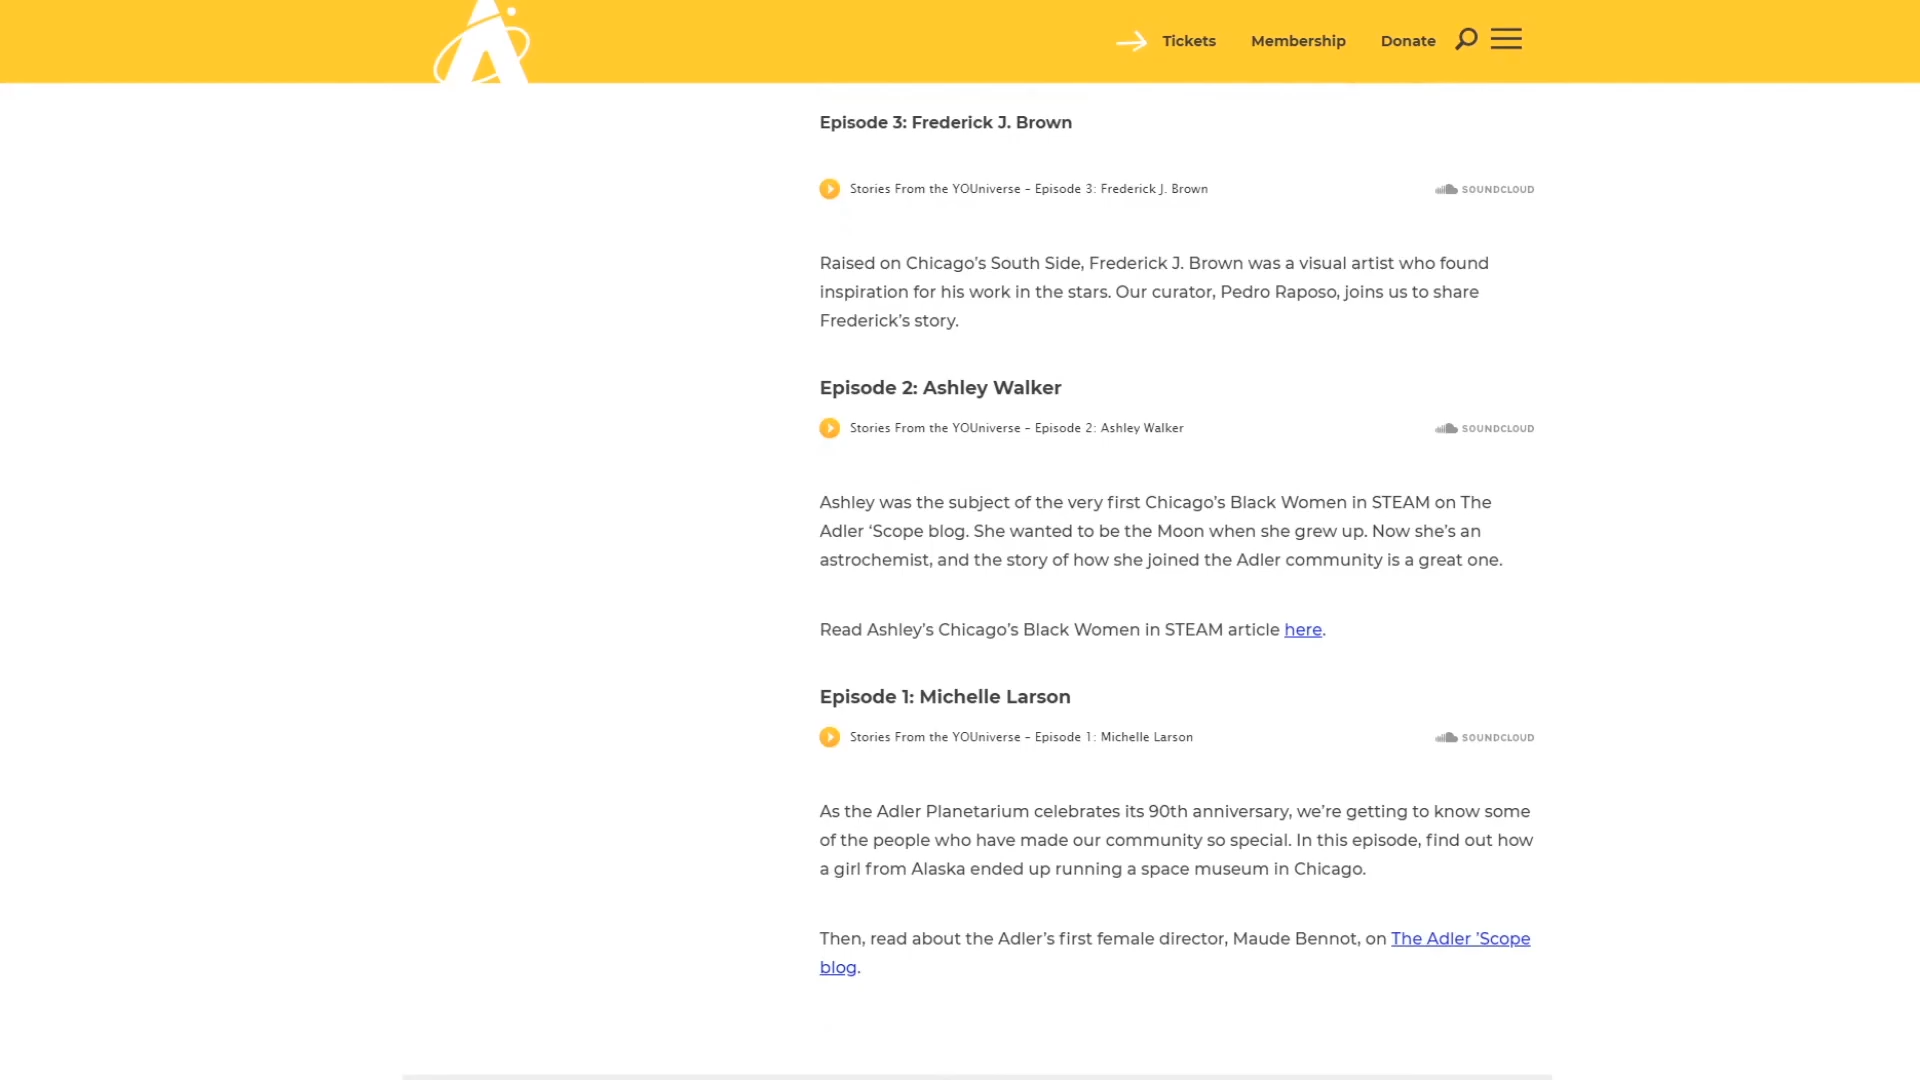 Tickets Membership Donate
Episode 3: Frederick J. Brown
Stories From the YOUniverse – Episode 3: Frederick J. Brown SOUNDCLOUD
Raised on Chicago’s South Side, Frederick J. Brown was a visual artist who found
inspiration for his work in the stars. Our curator, Pedro Raposo, joins us to share
Frederick’s story.
Episode 2: Ashley Walker
Stories From the YOUniverse – Episode 2: Ashley Walker SOUNDCLOUD
Ashley was the subject of the very first Chicago’s Black Women in STEAM on The
Adler ‘Scope blog. She wanted to be the Moon when she grew up. Now she’s an
astrochemist, and the story of how she joined the Adler community is a great one.
Read Ashley’s Chicago’s Black Women in STEAM article here.
Episode 1: Michelle Larson
Stories From the YOUniverse – Episode 1: Michelle Larson SOUNDCLOUD
As the Adler Planetarium celebrates its 90th anniversary, we’re getting to know some
of the people who have made our community so special. In this episode, find out how
a girl from Alaska ended up running a space museum in Chicago.
Then, read about the Adler’s first female director, Maude Bennot, on The Adler ’Scope
blog.